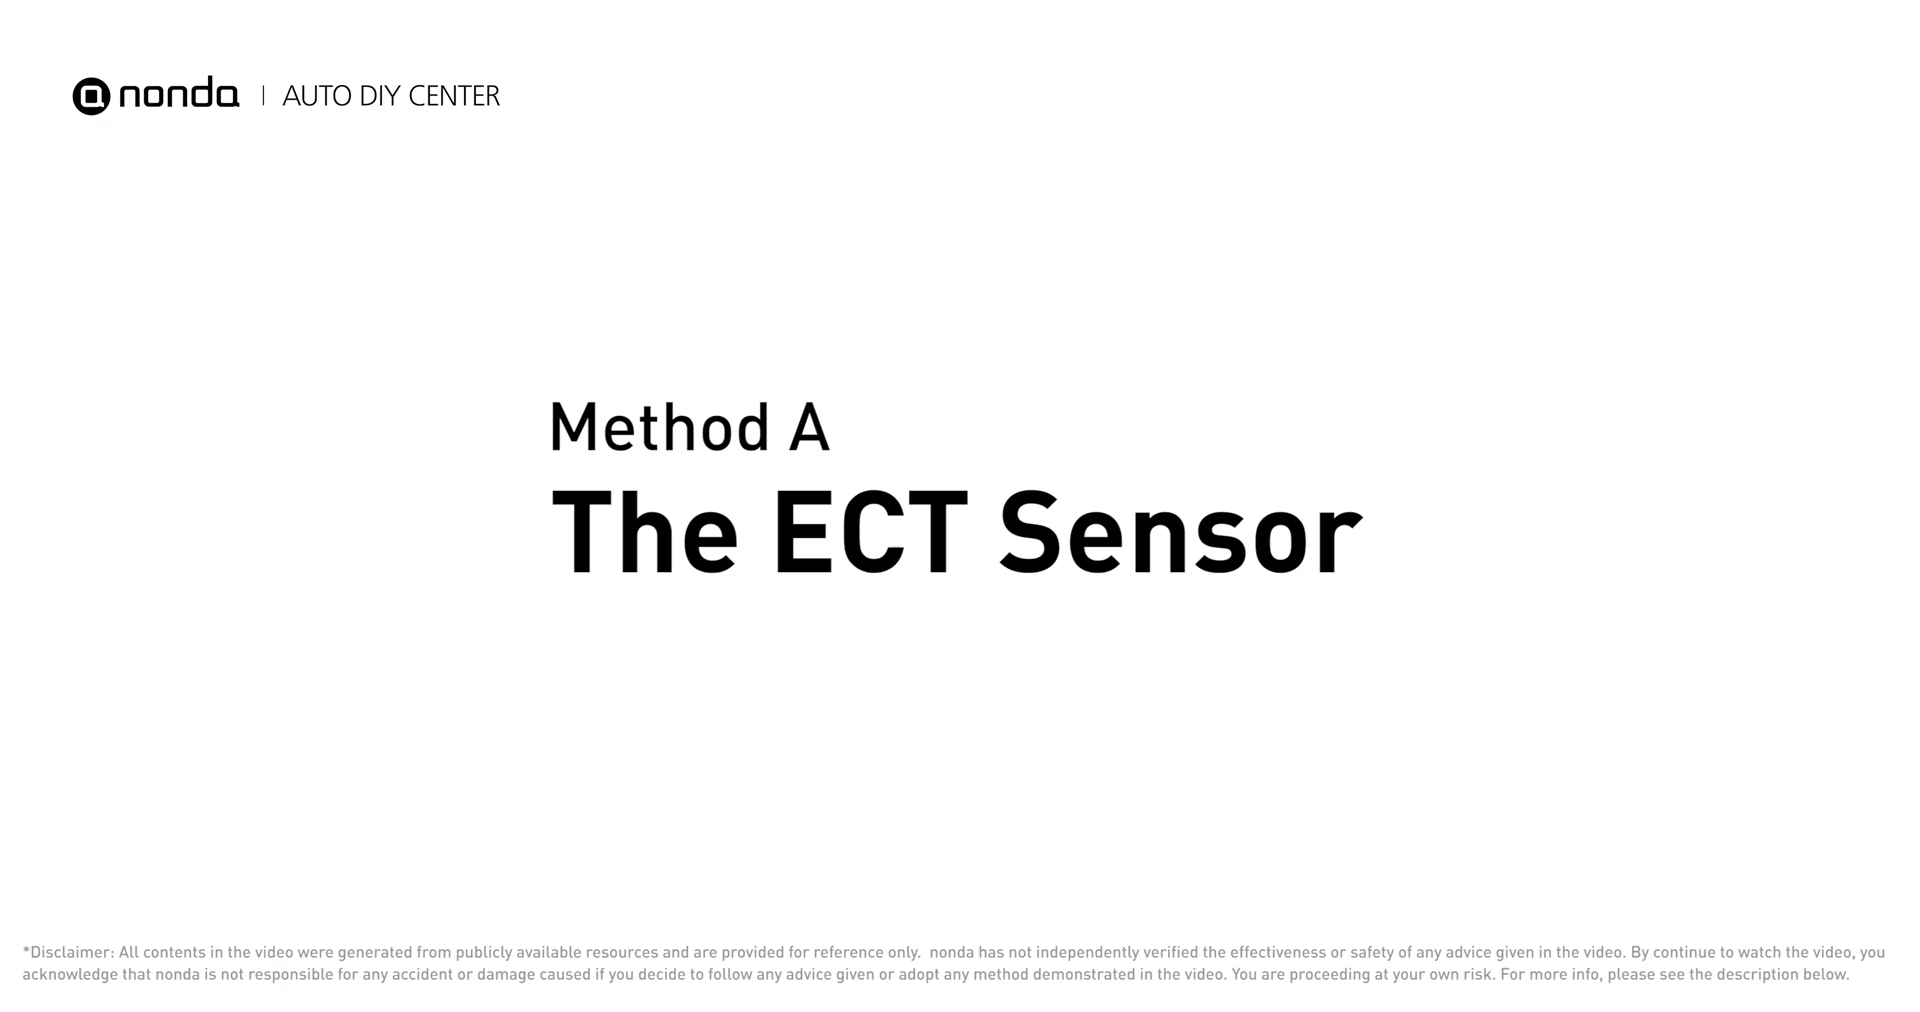 nonda | AUTO DIY CENTER
Method A
The ECT Sensor
*Disclaimer: All contents in the video were generated from publicly available resources and are provided for reference only.  nonda has not independently verified the effectiveness or safety of any advice given in the video. By continue to watch the video, you
acknowledge that nonda is not responsible for any accident or damage caused if you decide to follow any advice given or adopt any method demonstrated in the video. You are proceeding at your own risk. For more info, please see the description below.